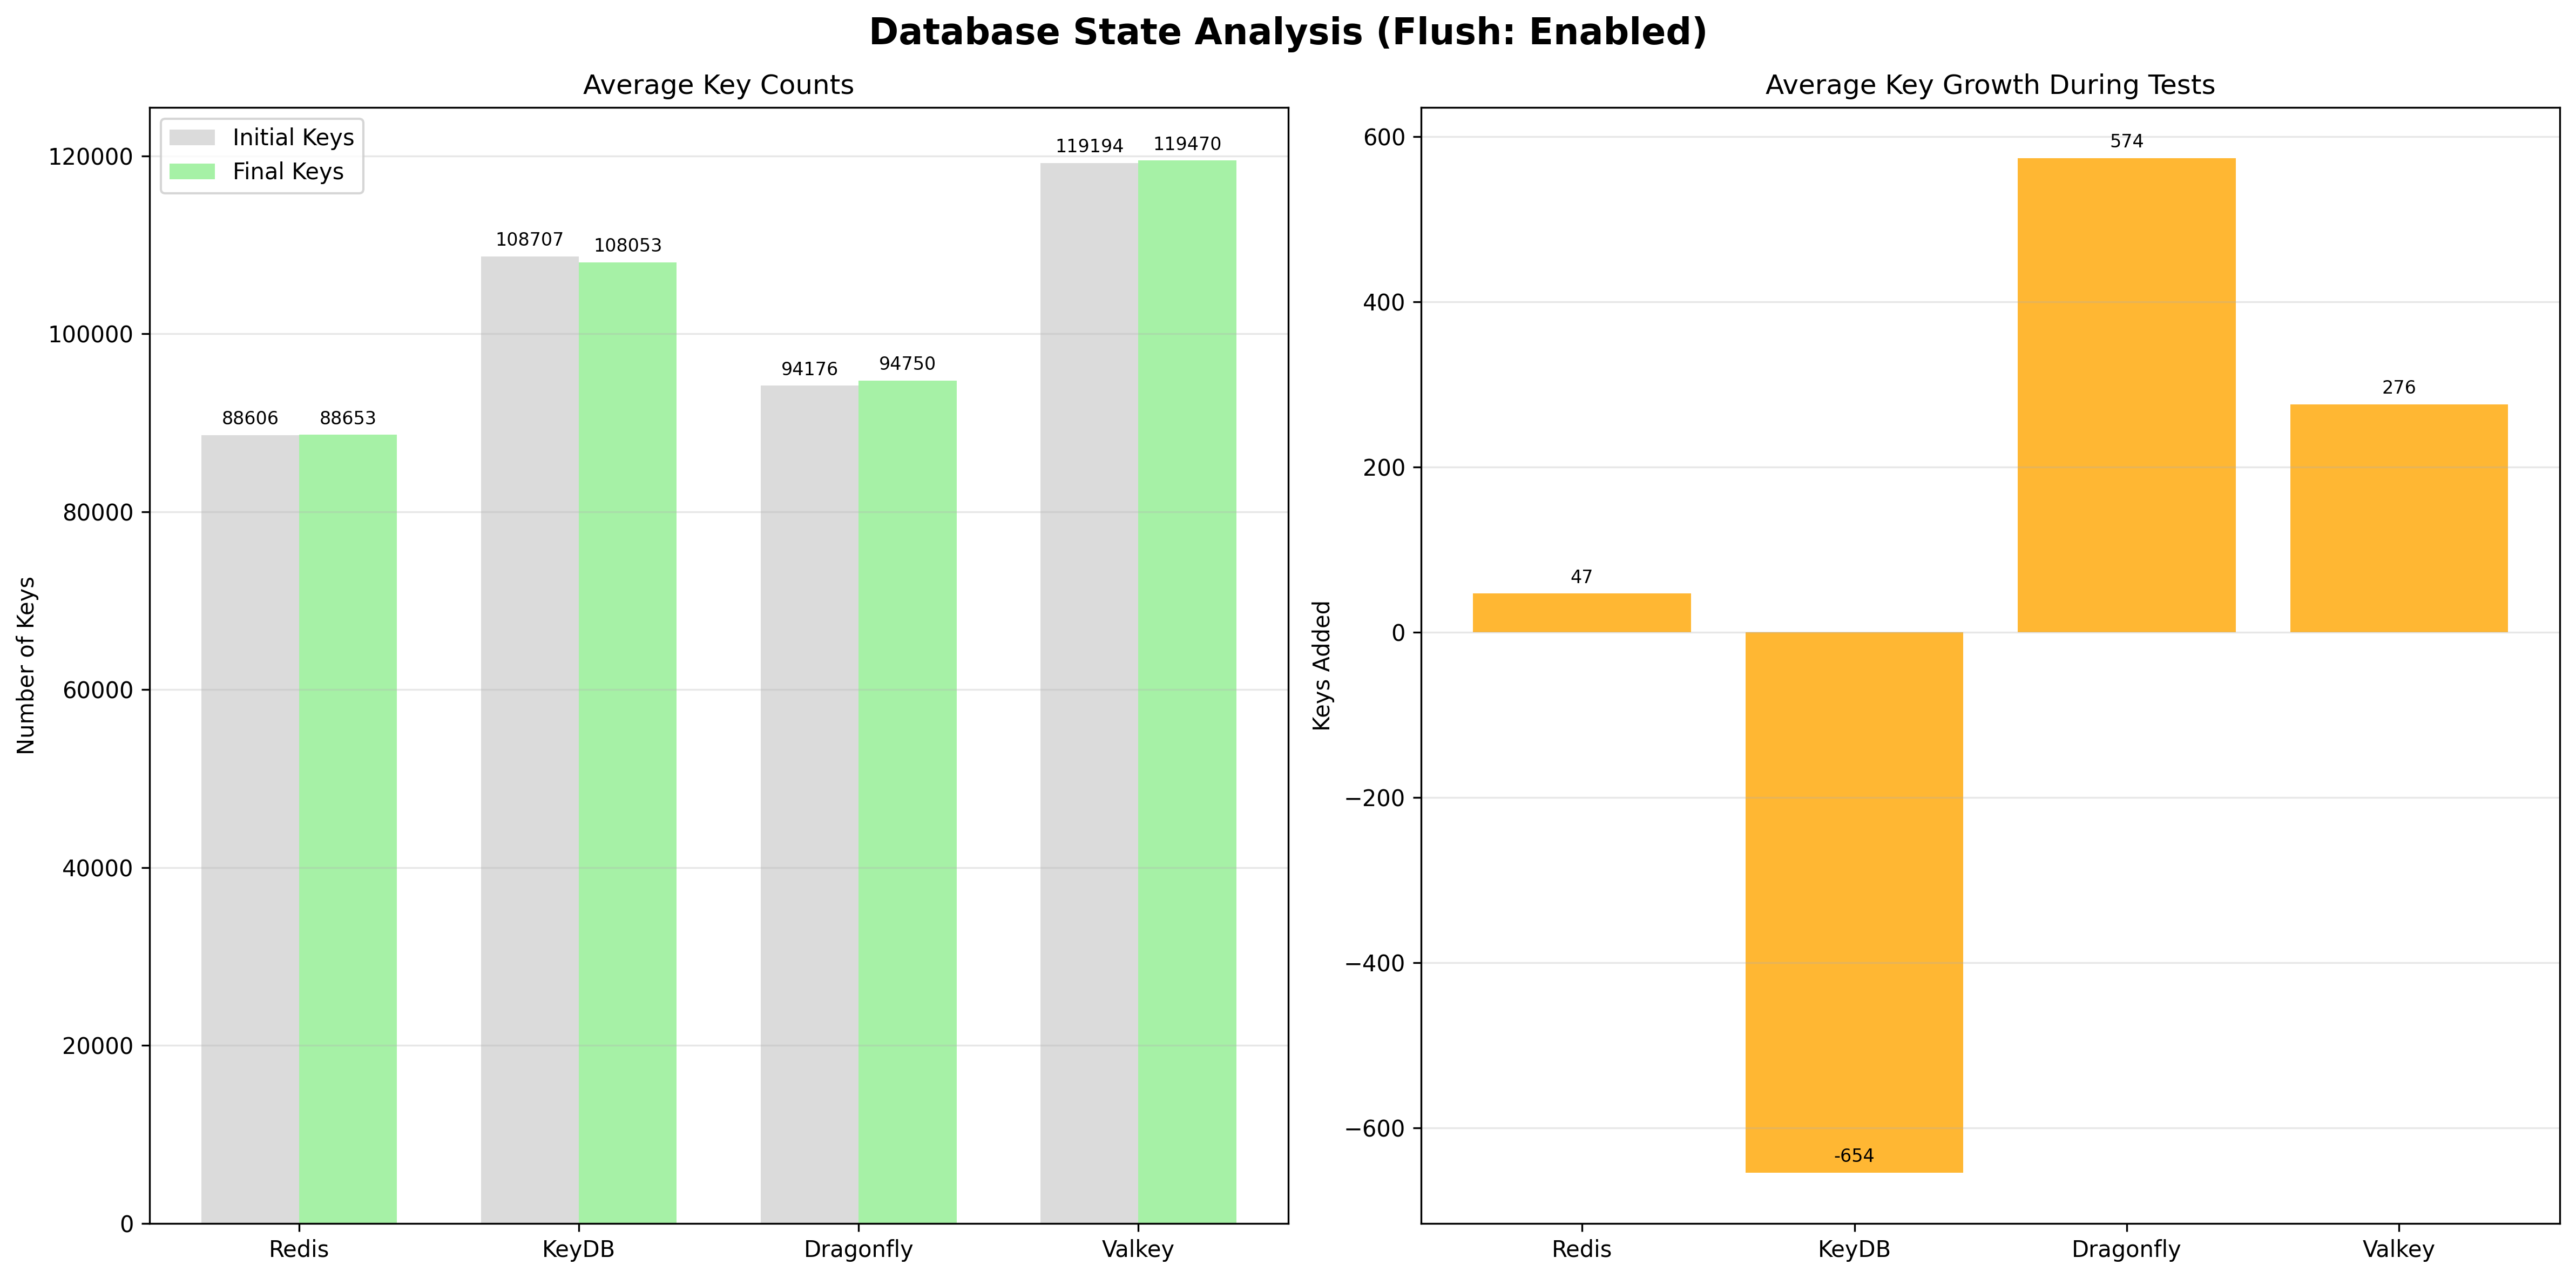 Database State Analysis (Flush: Enabled)
Average Key Counts
Number of Keys
120000
100000
80000
60000
40000
20000
0
Initial Keys
Final Keys
88606 88653
108707 108053
94176 94750
119194 119470
Redis KeyDB Dragonfly Valkey
Average Key Growth During Tests
Keys Added
600
400
200
0
−200
−400
−600
47
-654
574
276
Redis KeyDB Dragonfly Valkey